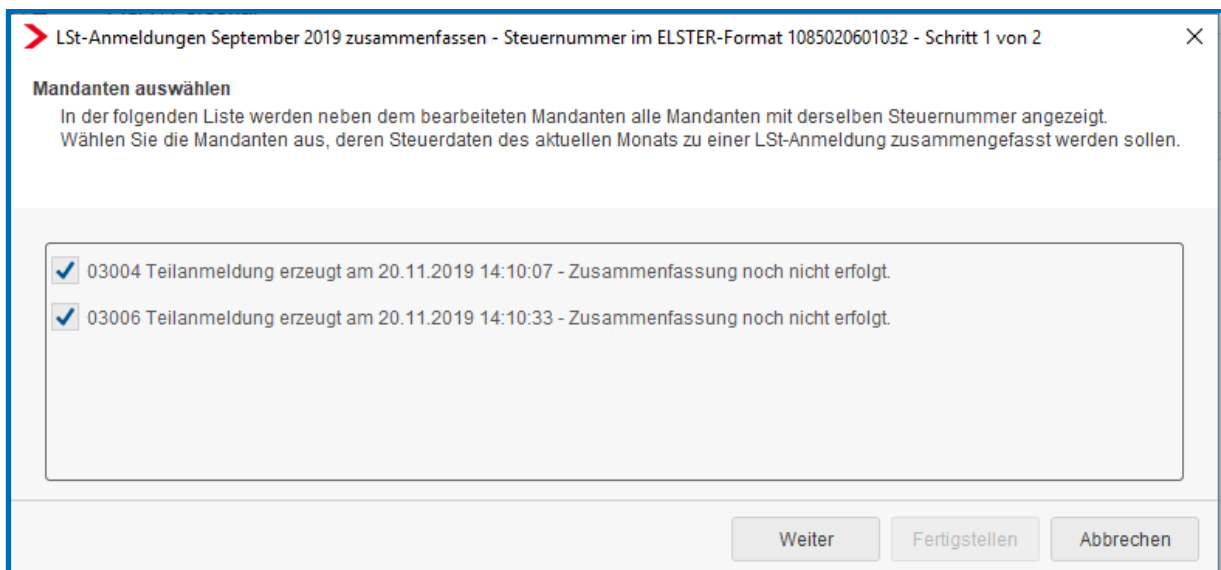 LSt-Anmeldungen September 2019 zusammenfassen - Steuernummer im ELSTER-Format 1085020601032 - Schritt 1 von 2
Mandanten auswählen
In der folgenden Liste werden neben dem bearbeiteten Mandanten alle Mandanten mit derselben Steuernummer angezeigt.
Wählen Sie die Mandanten aus, deren Steuerdaten des aktuellen Monats zu einer LSt-Anmeldung zusammengefasst werden sollen.
03004 Teilanmeldung erzeugt am 20.11.2019 14:10:07 - Zusammenfassung noch nicht erfolgt.
03006 Teilanmeldung erzeugt am 20.11.2019 14:10:33 - Zusammenfassung noch nicht erfolgt.
Weiter Fertigstellen Abbrechen